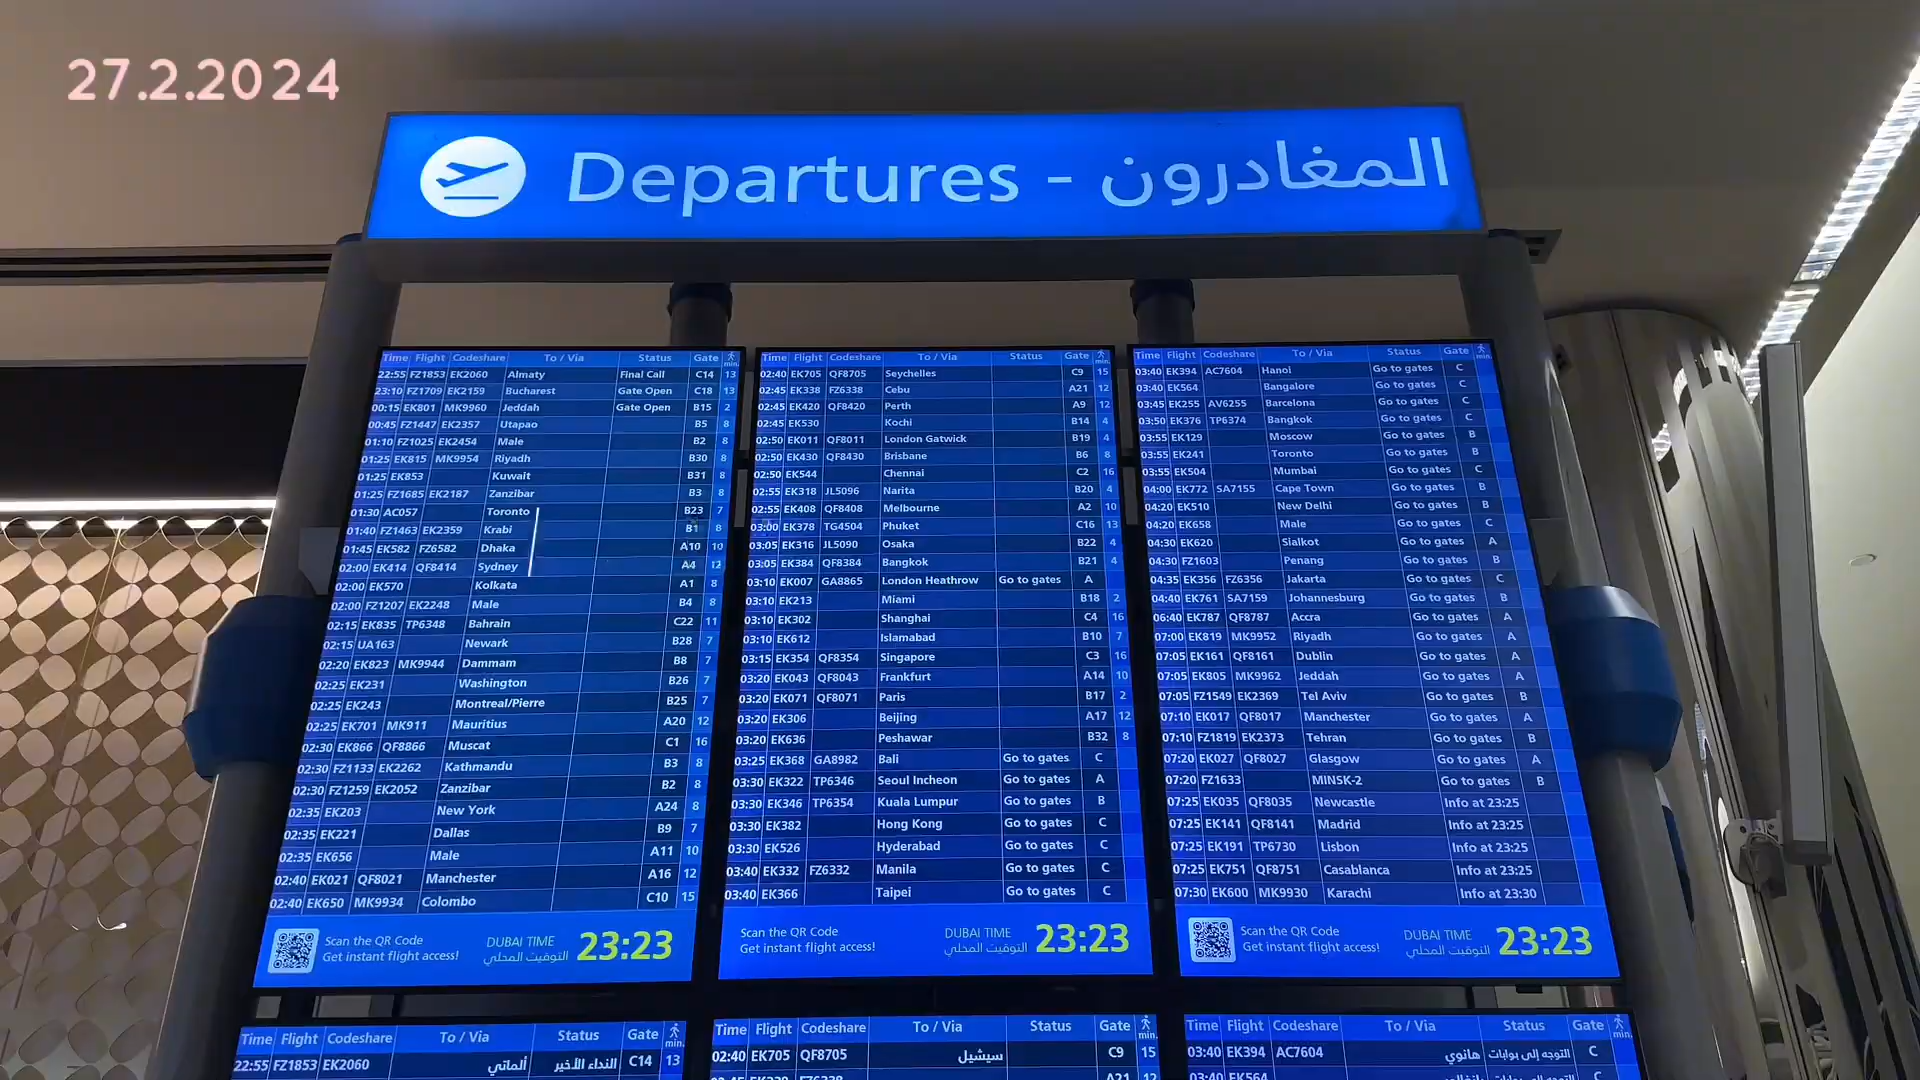 27.2.2024
Departures - المغادرون
Time Flight Codeshare To / Via Status Gate min.
22:55 FZ1853 EK2060 Almaty Final Call C14 13
23:10 FZ1709 EK2159 Bucharest Gate Open C18 13
00:15 EK801 MK9960 Jeddah Gate Open B15 2
00:45 FZ1447 EK2357 Utapao B5 8
01:10 FZ1025 EK2454 Male B2 8
01:25 EK815 MK9954 Riyadh B30 8
01:25 EK853 Kuwait B31 8
01:25 FZ1685 EK2187 Zanzibar B3 8
01:30 AC057 Toronto B23 7
01:40 FZ1463 EK2359 Krabi B1 8
01:45 EK582 FZ6582 Dhaka A10 10
02:00 EK414 QF8414 Sydney A4 12
02:00 EK570 Kolkata A1 8
02:00 FZ1207 EK2248 Male B4 8
02:15 EK835 TP6348 Bahrain C22 11
02:15 UA163 Newark B28 7
02:20 EK823 MK9944 Dammam B8 7
02:25 EK231 Washington B26 7
02:25 EK243 Montreal/Pierre B25 7
02:25 EK701 MK911 Mauritius A20 12
02:30 EK866 QF8866 Muscat C1 16
02:30 FZ1133 EK2262 Kathmandu B3 8
02:30 FZ1259 EK2052 Zanzibar B2 8
02:35 EK203 New York A24 8
02:35 EK221 Dallas B9 7
02:35 EK656 Male A11 10
02:40 EK021 QF8021 Manchester A16 12
02:40 EK650 MK9934 Colombo C10 15
Scan the QR Code
Get instant flight access!
DUBAI TIME
التوقيت المحلي
23:23
Time Flight Codeshare To / Via Status Gate min.
02:40 EK705 QF8705 Seychelles C9 15
02:45 EK338 FZ6338 Cebu A21 12
02:45 EK420 QF8420 Perth A9 12
02:45 EK530 Kochi B14 4
02:50 EK011 QF8011 London Gatwick B19 4
02:50 EK430 QF8430 Brisbane B6 8
02:50 EK544 Chennai C2 16
02:55 EK318 JL5096 Narita B20 4
02:55 EK408 QF8408 Melbourne A2 10
03:00 EK378 TG4504 Phuket C16 13
03:05 EK316 JL5090 Osaka B22 4
03:05 EK384 QF8384 Bangkok B21 4
03:10 EK007 GA8865 London Heathrow Go to gates A
03:10 EK213 Miami B18 2
03:10 EK302 Shanghai C4 16
03:10 EK612 Islamabad B10 7
03:15 EK354 QF8354 Singapore C3 16
03:20 EK043 QF8043 Frankfurt A14 10
03:20 EK071 QF8071 Paris B17 2
03:20 EK306 Beijing A17 12
03:20 EK636 Peshawar B32 8
03:25 EK368 GA8982 Bali Go to gates C
03:30 EK322 TP6346 Seoul Incheon Go to gates A
03:30 EK346 TP6354 Kuala Lumpur Go to gates B
03:30 EK382 Hong Kong Go to gates C
03:30 EK526 Hyderabad Go to gates C
03:40 EK332 FZ6332 Manila Go to gates C
03:40 EK366 Taipei Go to gates C
Scan the QR Code
Get instant flight access!
DUBAI TIME
التوقيت المحلي
23:23
Time Flight Codeshare To / Via Status Gate min.
03:40 EK394 AC7604 Hanoi Go to gates C
03:40 EK564 Bangalore Go to gates C
03:45 EK255 AV6255 Barcelona Go to gates C
03:50 EK376 TP6374 Bangkok Go to gates C
03:55 EK129 Moscow Go to gates B
03:55 EK241 Toronto Go to gates B
03:55 EK504 Mumbai Go to gates C
04:00 EK772 SA7155 Cape Town Go to gates B
04:20 EK510 New Delhi Go to gates B
04:20 EK658 Male Go to gates C
04:30 EK620 Sialkot Go to gates A
04:30 FZ1603 Penang Go to gates B
04:35 EK356 FZ6356 Jakarta Go to gates C
04:40 EK761 SA7159 Johannesburg Go to gates B
06:40 EK787 QF8787 Accra Go to gates A
07:00 EK819 MK9952 Riyadh Go to gates A
07:05 EK161 QF8161 Dublin Go to gates A
07:05 EK805 MK9962 Jeddah Go to gates A
07:05 FZ1549 EK2369 Tel Aviv Go to gates B
07:10 EK017 QF8017 Manchester Go to gates A
07:10 FZ1819 EK2373 Tehran Go to gates B
07:20 EK027 QF8027 Glasgow Go to gates A
07:20 FZ1633 MINSK-2 Go to gates B
07:25 EK035 QF8035 Newcastle Info at 23:25
07:25 EK141 QF8141 Madrid Info at 23:25
07:25 EK191 TP6730 Lisbon Info at 23:25
07:25 EK751 QF8751 Casablanca Info at 23:25
07:30 EK600 MK9930 Karachi Info at 23:30
Scan the QR Code
Get instant flight access!
DUBAI TIME
التوقيت المحلي
23:23
Time Flight Codeshare To / Via Status Gate min.
22:55 FZ1853 EK2060 ألماتي النداء الأخير C14 13
Time Flight Codeshare To / Via Status Gate min.
02:40 EK705 QF8705 سيشيل C9 15
A21 12
Time Flight Codeshare To / Via Status Gate min.
03:40 EK394 AC7604 هانوي التوجه إلى بوابات C
03:40 EK564